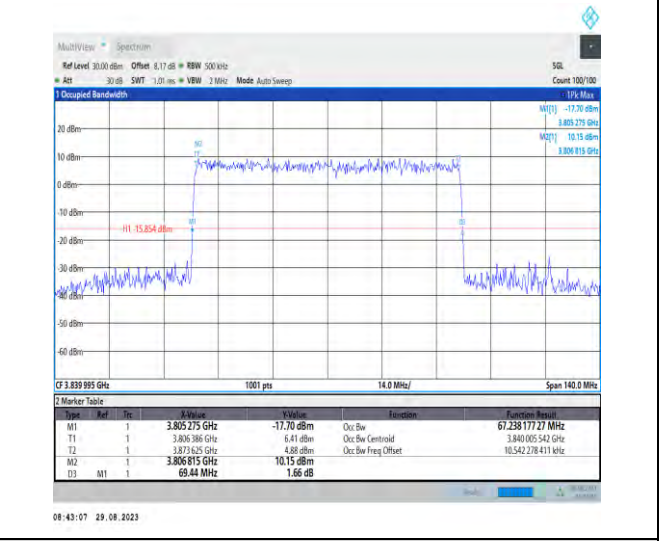 MultiView Spectrum
Ref Level 30.00 dBm Offset 8.17 dB RBW 500 kHz SGL
Att 30 dB SWT 1.01 ms VBW 2 MHz Mode Auto Sweep Count 100/100
1 Occupied Bandwidth 1Pk Max
M1[1] -17.70 dBm
3.805 275 GHz
M2[1] 10.15 dBm
3.806 815 GHz
20 dBm
M2
T1
10 dBm
0 dBm
-10 dBm
H1 -15.854 dBm
M1
D3
-20 dBm
-30 dBm
-40 dBm
-50 dBm
-60 dBm
CF 3.839 995 GHz 1001 pts 14.0 MHz/ Span 140.0 MHz
2 Marker Table
Type Ref Trc X-Value Y-Value Function Function Result
M1 1 3.805 275 GHz -17.70 dBm Occ Bw 67.238 177 27 MHz
T1 1 3.806 386 GHz 6.41 dBm Occ Bw Centroid 3.840 005 542 GHz
T2 1 3.873 625 GHz 4.88 dBm Occ Bw Freq Offset 10.542 278 411 kHz
M2 1 3.806 815 GHz 10.15 dBm
D3 M1 1 69.44 MHz 1.66 dB
08:43:07 29.08.2023